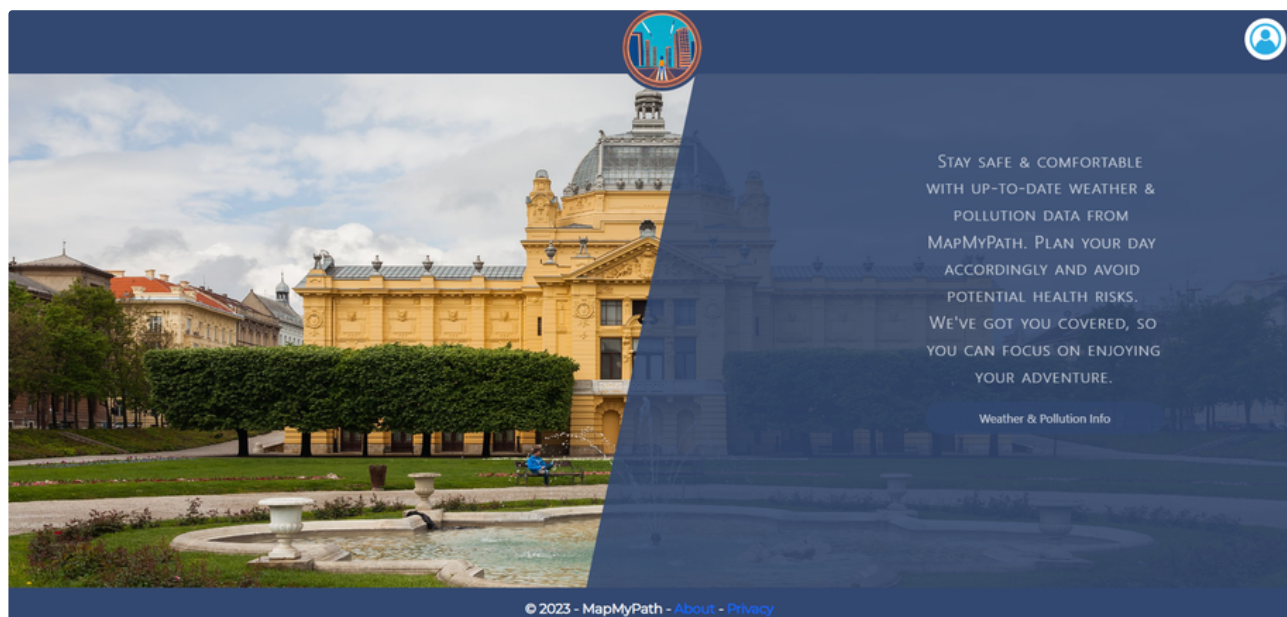 Stay safe & comfortable
with up-to-date weather &
pollution data from
MapMyPath. Plan your day
accordingly and avoid
potential health risks.
We've got you covered, so
you can focus on enjoying
your adventure.
Weather & Pollution Info
© 2023 - MapMyPath - About - Privacy